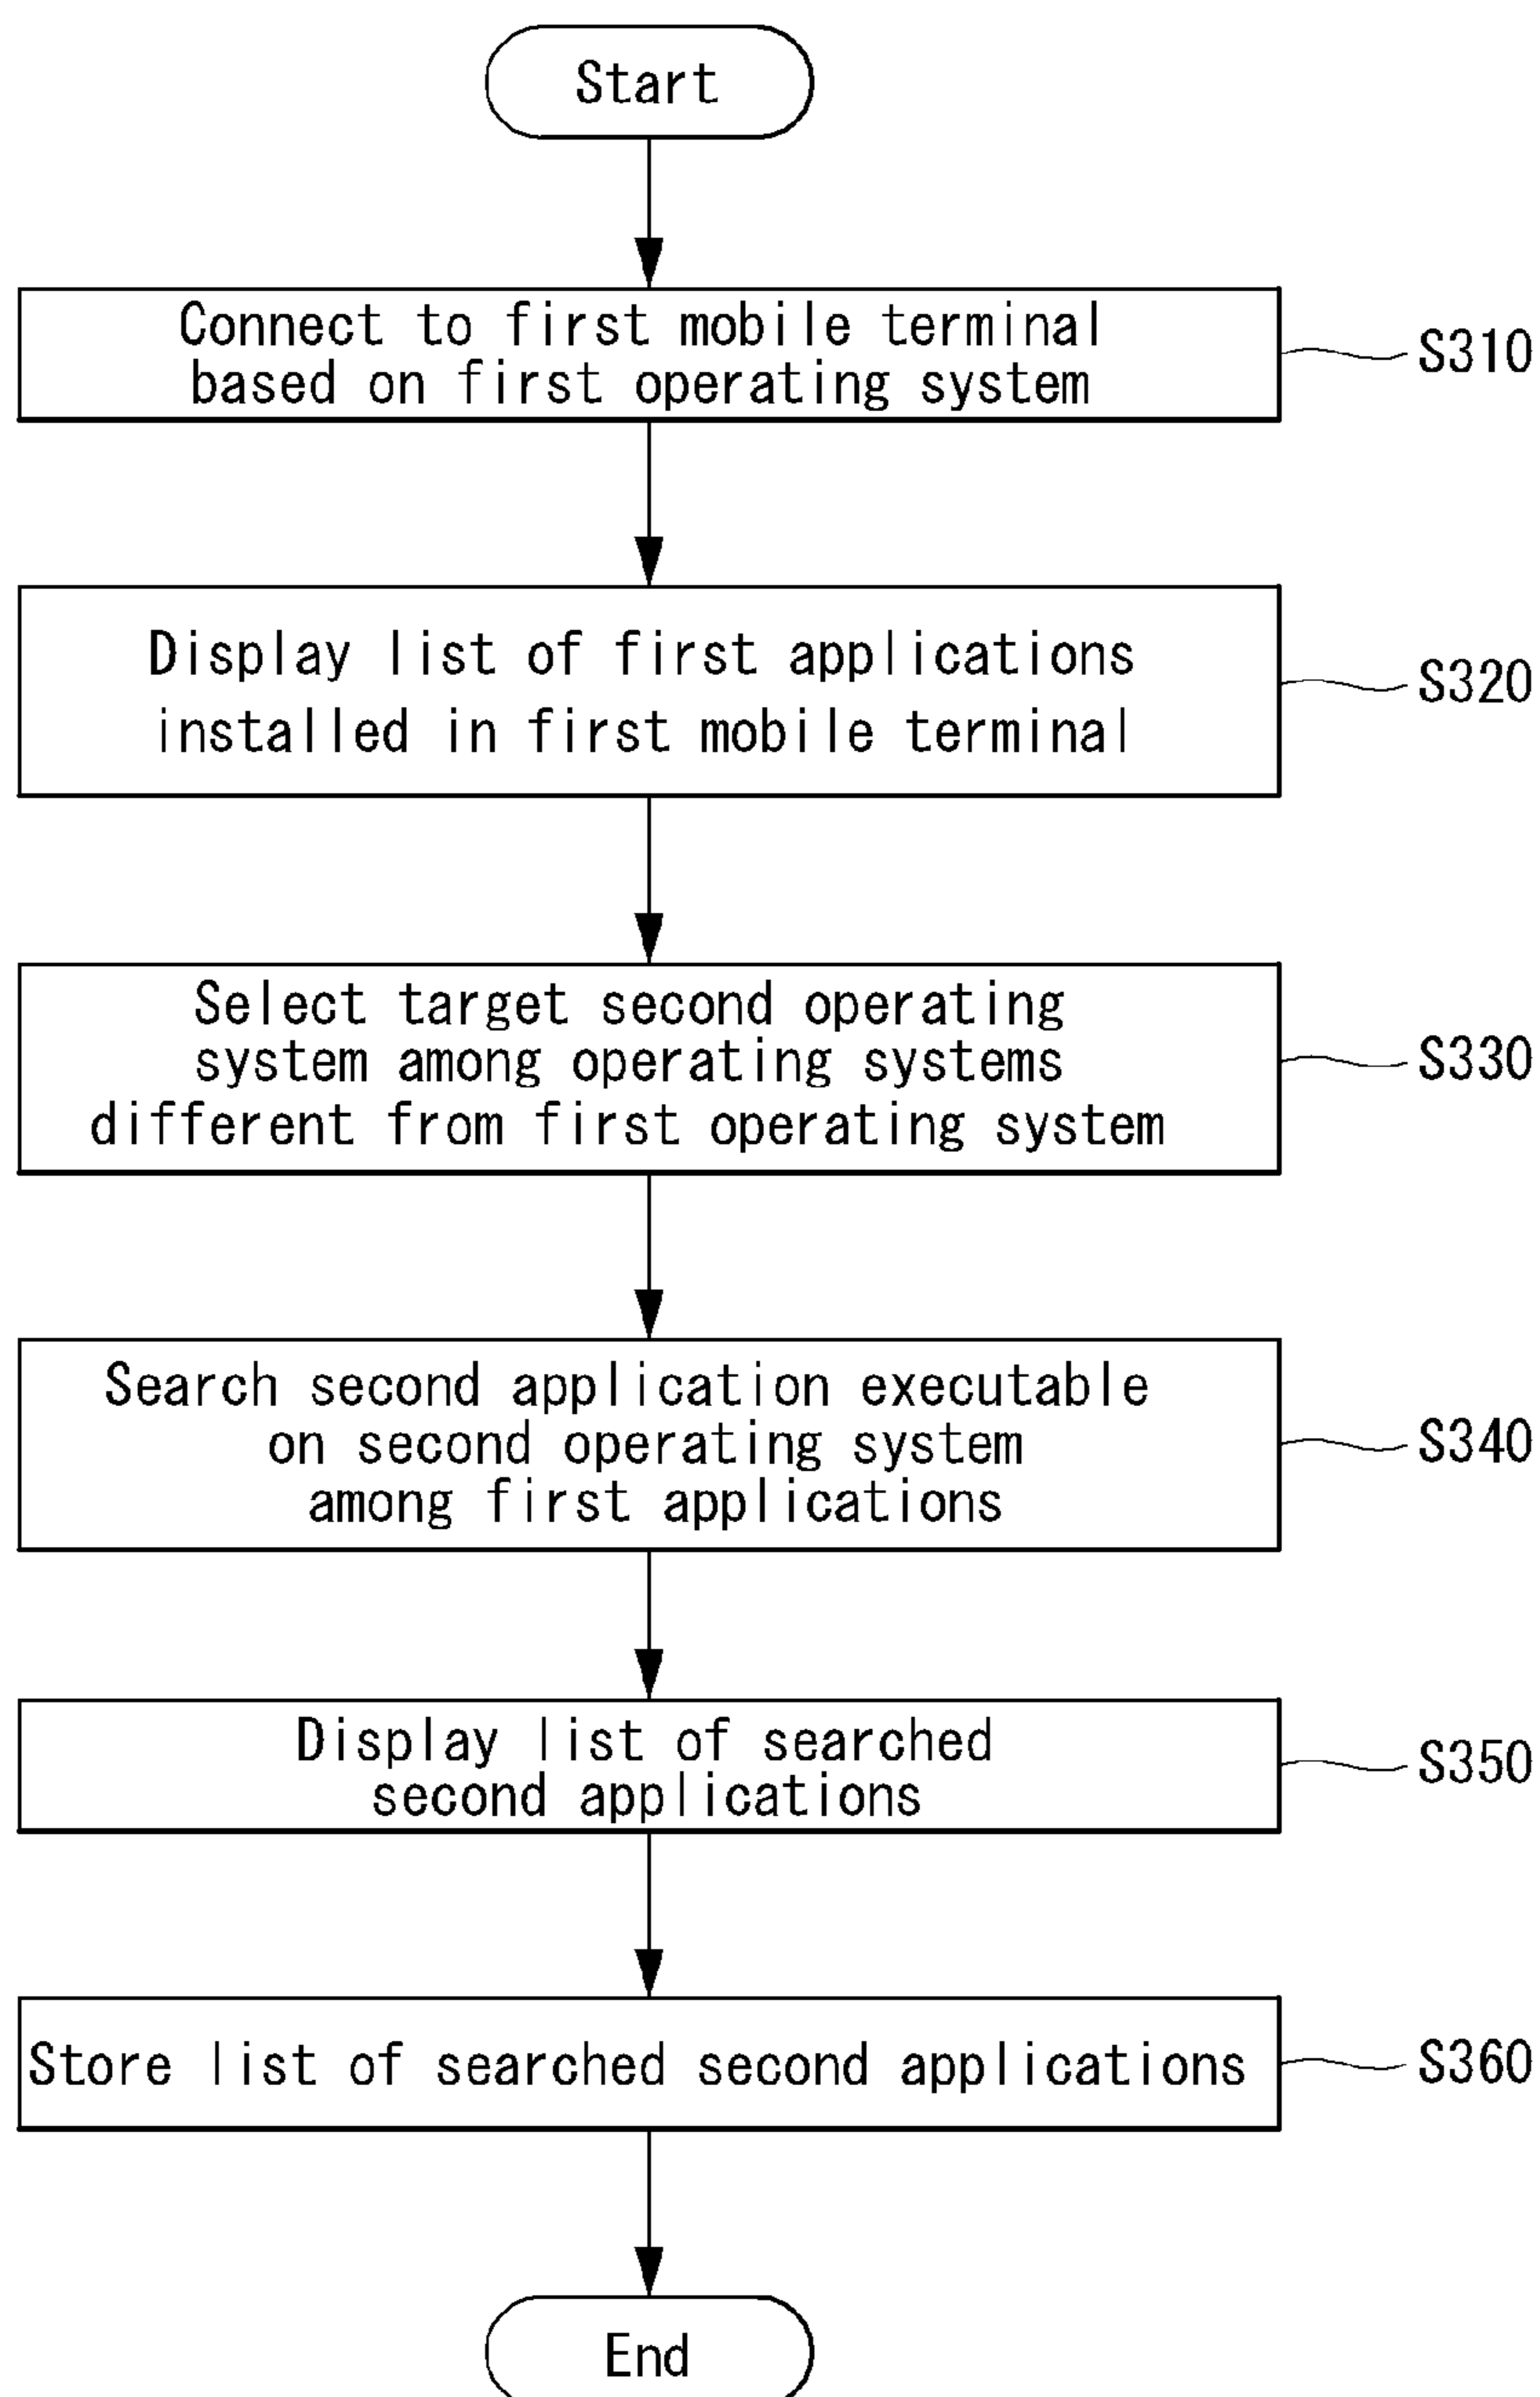 Start
Connect to first mobile terminal
based on first operating system
S310
Display list of first applications
installed in first mobile terminal
S320
Select target second operating
system among operating systems
different from first operating system
S330
Search second application executable
on second operating system
among first applications
S340
Display list of searched
second applications
S350
Store list of searched second applications
S360
End